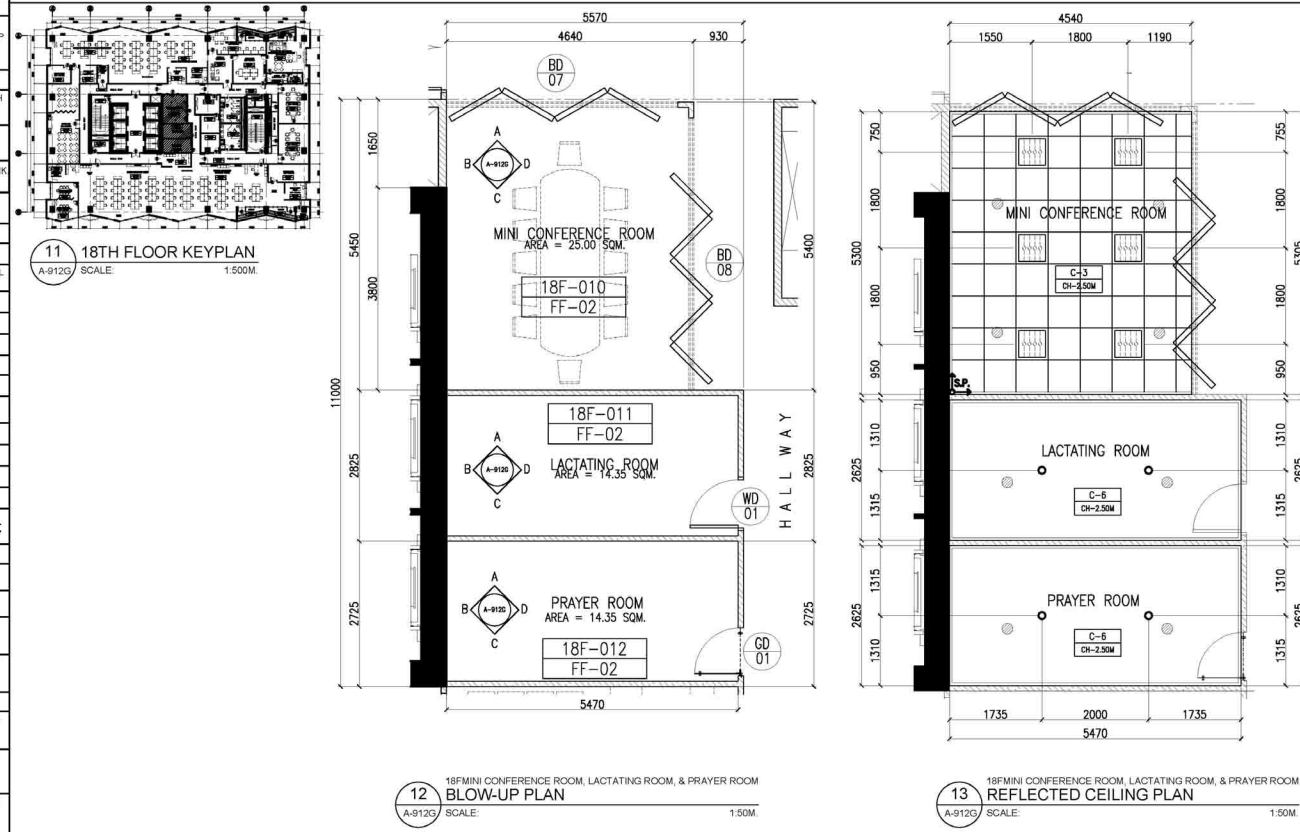 11
A-912G
18TH FLOOR KEYPLAN
SCALE: 1:500M.
5570
4640 930
BD
07
1650
5450
3800
11000
2825
2725
A
B A-912G D
C
MINI CONFERENCE ROOM
AREA = 25.00 SQM.
18F-010
FF-02
BD
08
5400
18F-011
FF-02
A
B A-912G D
C
LACTATING ROOM
AREA = 14.35 SQM.
WD
01
HALLWAY
2825
A
B A-912G D
C
PRAYER ROOM
AREA = 14.35 SQM.
18F-012
FF-02
GD
01
2725
5470
12
A-912G
18FMINI CONFERENCE ROOM, LACTATING ROOM, & PRAYER ROOM
BLOW-UP PLAN
SCALE: 1:50M.
4540
1550 1800 1190
750
1800
5300
1800
950
MINI CONFERENCE ROOM
C-3
CH-2.50M
S.P.
755
1800
5305
1800
950
1310
2625
1315
LACTATING ROOM
C-6
CH-2.50M
1310
2625
1315
1315
2625
1310
PRAYER ROOM
C-6
CH-2.50M
1310
2625
1315
1735 2000 1735
5470
13
A-912G
18FMINI CONFERENCE ROOM, LACTATING ROOM, & PRAYER ROOM
REFLECTED CEILING PLAN
SCALE: 1:50M.